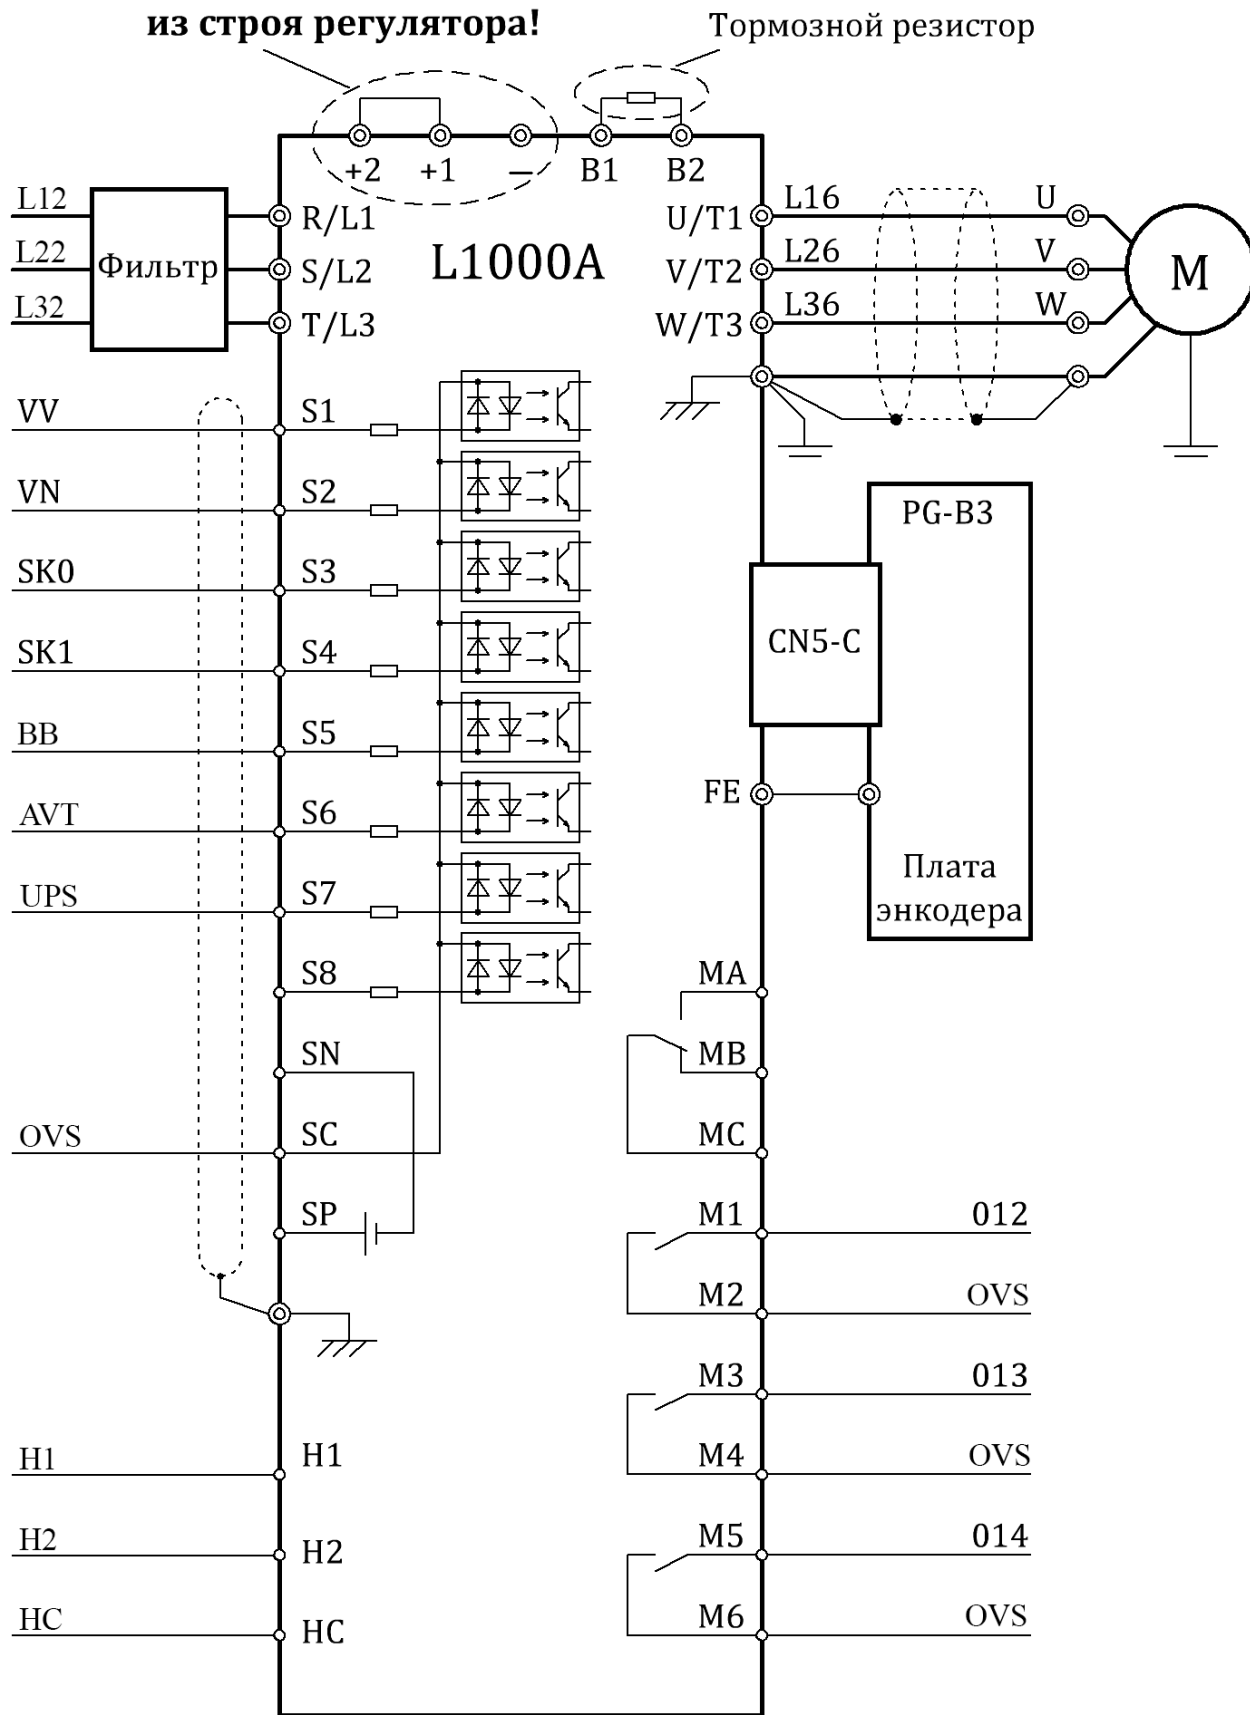 из строя регулятора!
Тормозной резистор
+2
+1
–
B1
B2
L12
L22
L32
Фильтр
R/L1
S/L2
T/L3
L1000A
U/T1
V/T2
W/T3
L16
L26
L36
U
V
W
M
VV
S1
VN
S2
SK0
S3
SK1
S4
BB
S5
AVT
S6
UPS
S7
S8
SN
OVS
SC
SP
H1
H1
H2
H2
HC
HC
PG-B3
CN5-C
FE
Плата
энкодера
MA
MB
MC
M1
012
M2
OVS
M3
013
M4
OVS
M5
014
M6
OVS